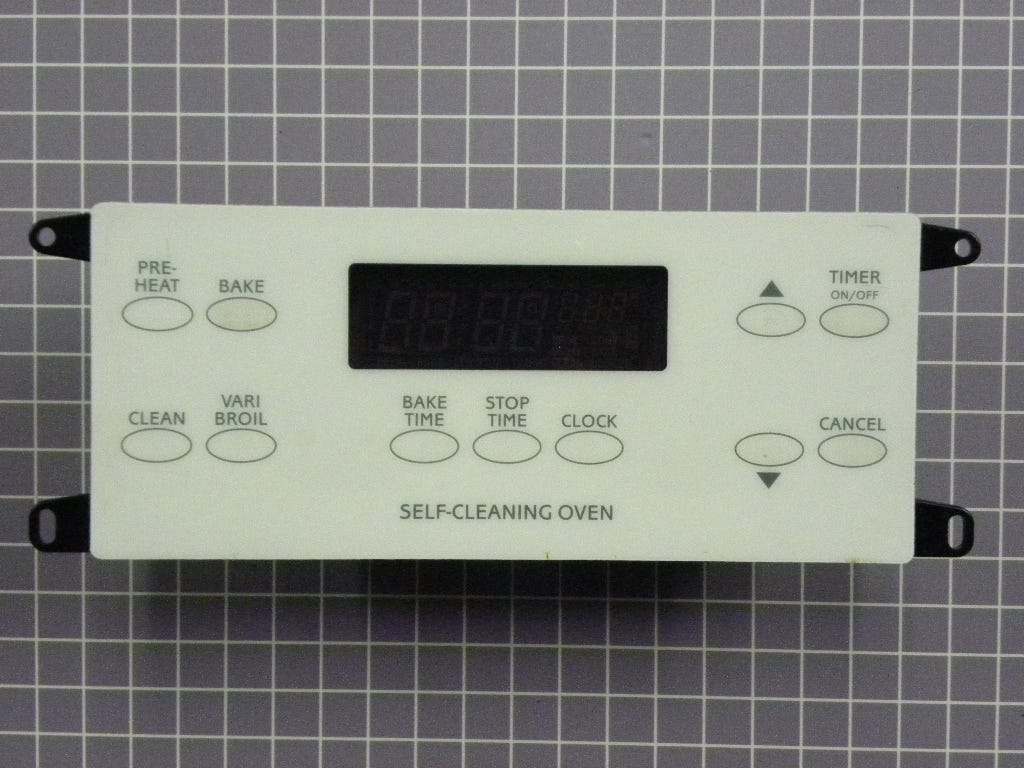 PRE-
HEAT
BAKE
TIMER
ON/OFF
CLEAN
VARI
BROIL
BAKE
TIME
STOP
TIME
CLOCK
CANCEL
SELF-CLEANING OVEN